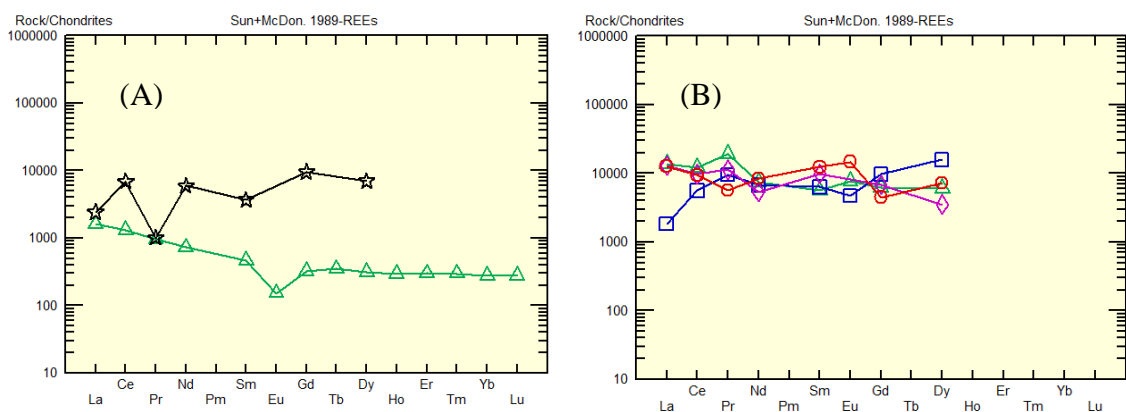 Rock/Chondrites Sun+McDon. 1989-REEs
1000000
100000
(A)
10000
1000
100
10
Ce Nd Sm Gd Dy Er Yb
La Pr Pm Eu Tb Ho Tm Lu
Rock/Chondrites Sun+McDon. 1989-REEs
1000000
100000
(B)
10000
1000
100
10
Ce Nd Sm Gd Dy Er Yb
La Pr Pm Eu Tb Ho Tm Lu